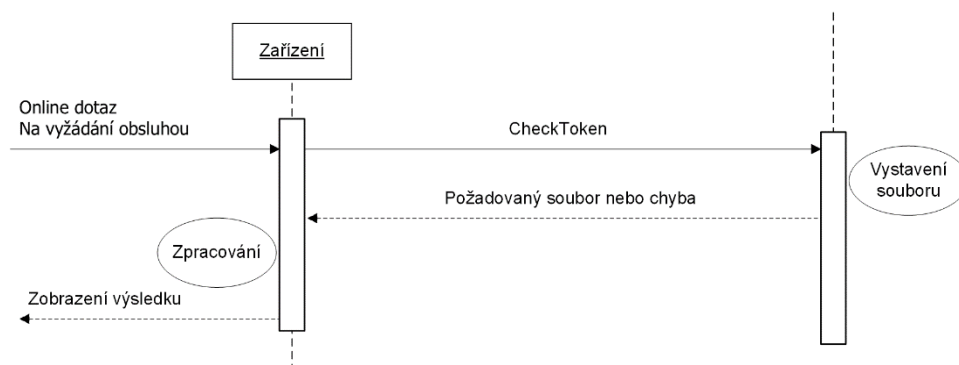 Zařízení
Online dotaz
Na vyžádání obsluhou
CheckToken
Vystavení
souboru
Požadovaný soubor nebo chyba
Zpracování
Zobrazení výsledku